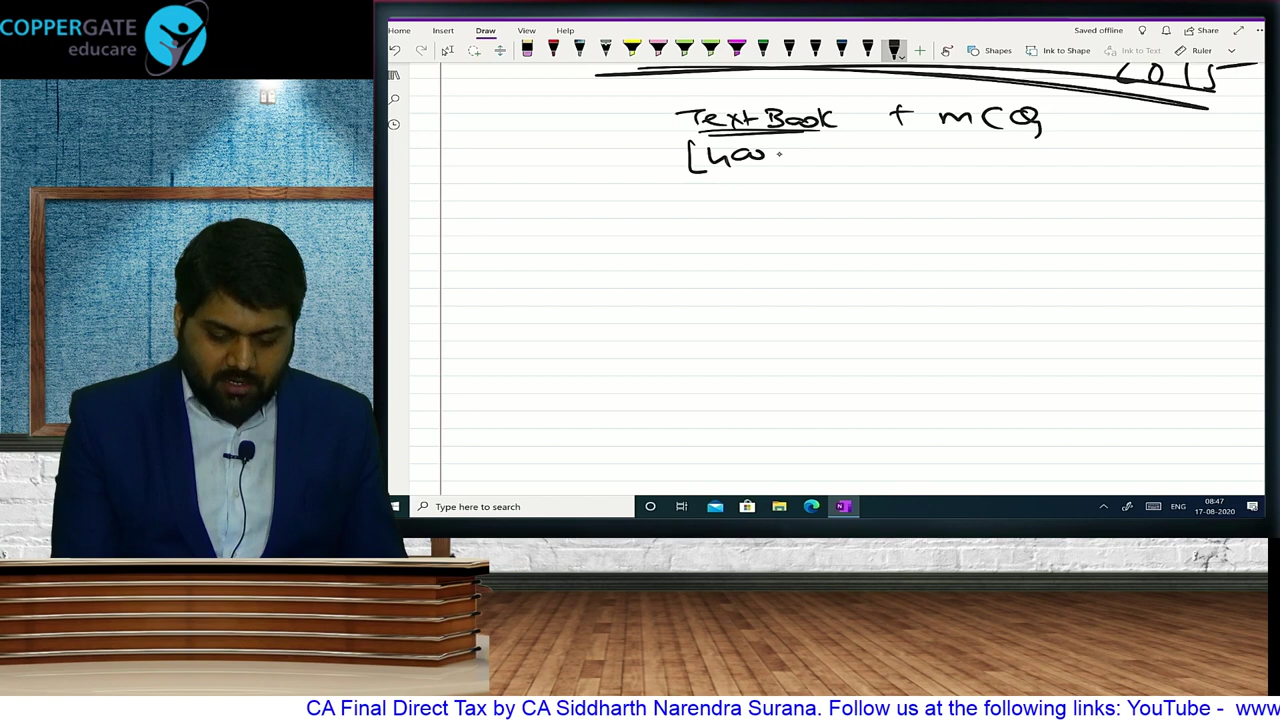 COPPERGATE
educare
Home Insert Draw View Help Saved offline Share
Shapes Ink to Shape Ink to Text Ruler
2015
Text Book + MCQ
[400
Type here to search
08:47
ENG
17-08-2020
CA Final Direct Tax by CA Siddharth Narendra Surana. Follow us at the following links: YouTube - www